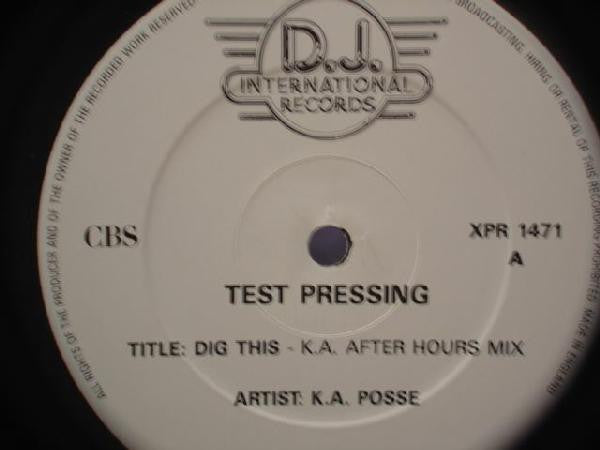 D.J.
INTERNATIONAL
RECORDS
CBS
XPR 1471
A
TEST PRESSING
TITLE: DIG THIS - K.A. AFTER HOURS MIX
ARTIST: K.A. POSSE
ALL RIGHTS OF THE PRODUCER AND OF THE OWNER OF THE RECORDED WORK RESERVED
BROADCASTING, HIRING OR RENTAL OF THIS RECORDING PROHIBITED. MADE IN ENGLAND